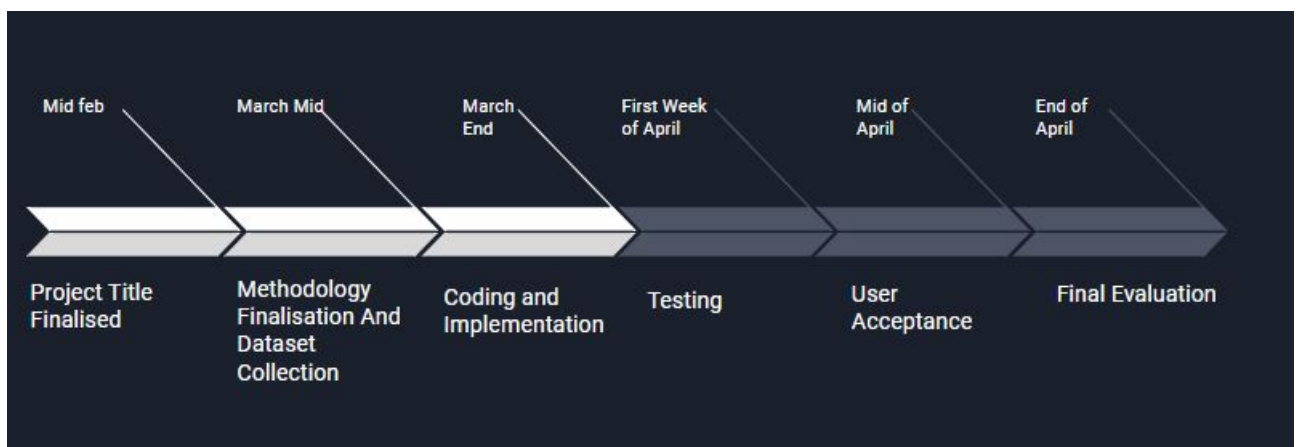 Mid feb
March Mid
March
End
First Week
of April
Mid of
April
End of
April
Project Title
Finalised
Methodology
Finalisation And
Dataset
Collection
Coding and
Implementation
Testing
User
Acceptance
Final Evaluation